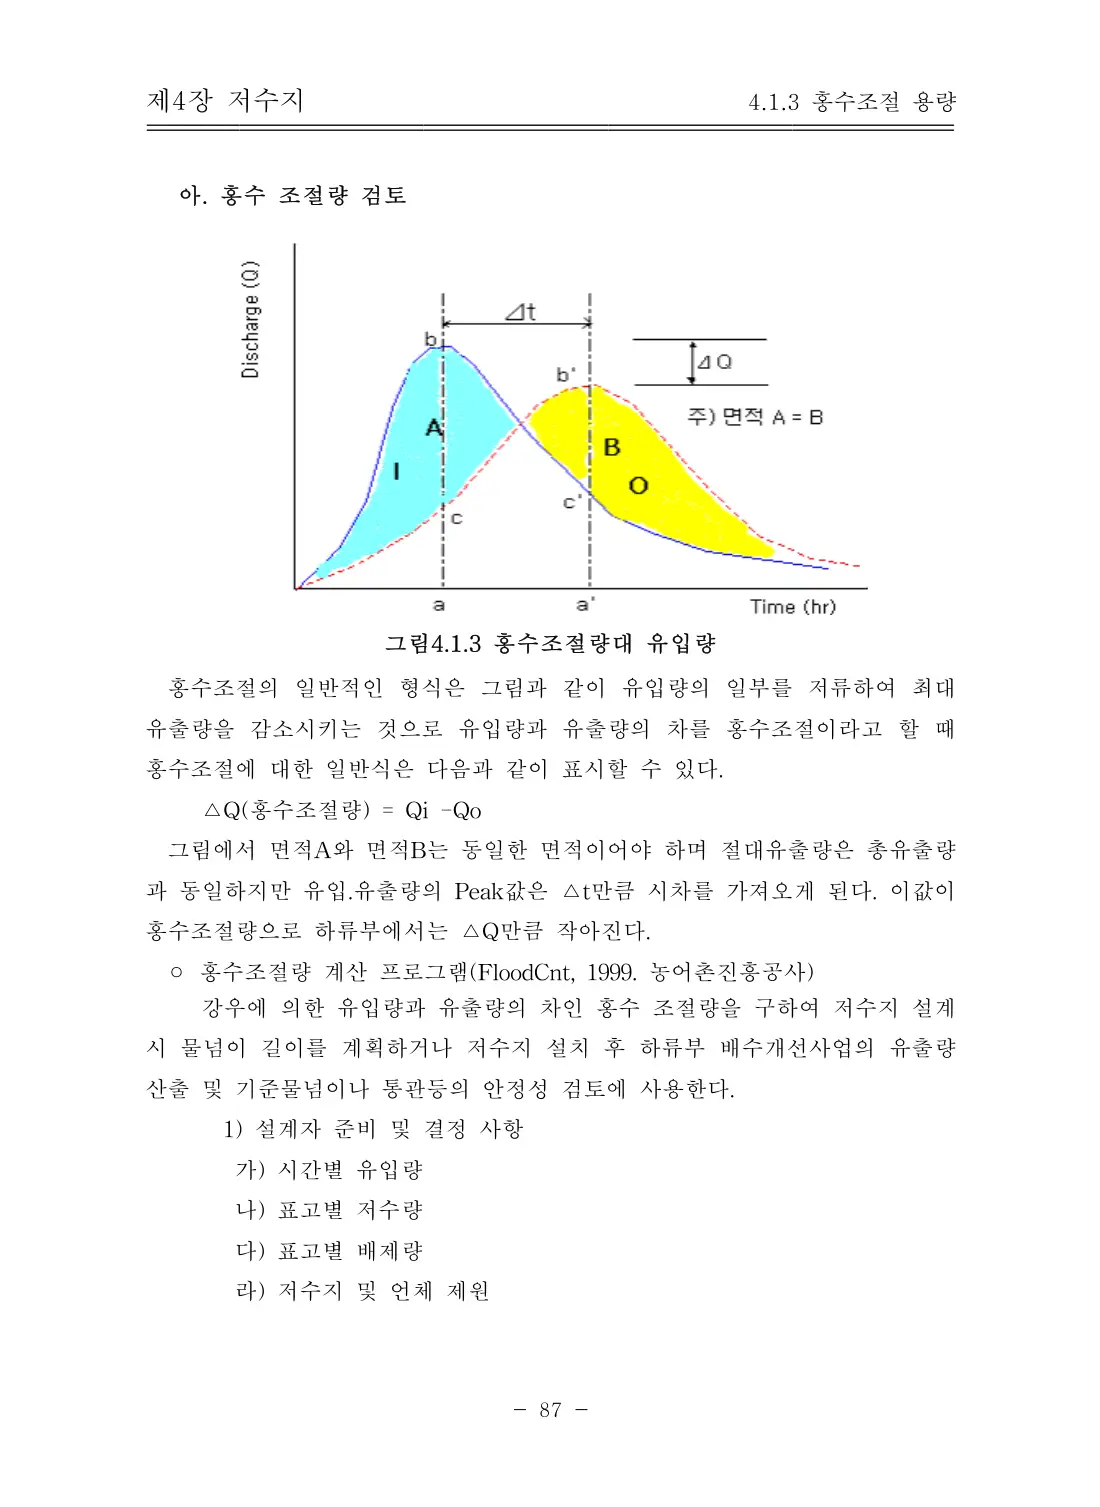 제4장 저수지
4.1.3 홍수조절 용량
아. 홍수 조절량 검토
Discharge (Q)
⊿t
b
b'
⊿Q
주) 면적 A = B
A
B
I
O
c
c'
a
a'
Time (hr)
그림4.1.3 홍수조절량대 유입량
홍수조절의 일반적인 형식은 그림과 같이 유입량의 일부를 저류하여 최대
유출량을 감소시키는 것으로 유입량과 유출량의 차를 홍수조절이라고 할 때
홍수조절에 대한 일반식은 다음과 같이 표시할 수 있다.
△Q(홍수조절량) = Qi -Qo
그림에서 면적A와 면적B는 동일한 면적이어야 하며 절대유출량은 총유출량
과 동일하지만 유입.유출량의 Peak값은 △t만큼 시차를 가져오게 된다. 이값이
홍수조절량으로 하류부에서는 △Q만큼 작아진다.
○ 홍수조절량 계산 프로그램(FloodCnt, 1999. 농어촌진흥공사)
강우에 의한 유입량과 유출량의 차인 홍수 조절량을 구하여 저수지 설계
시 물넘이 길이를 계획하거나 저수지 설치 후 하류부 배수개선사업의 유출량
산출 및 기준물넘이나 통관등의 안정성 검토에 사용한다.
1) 설계자 준비 및 결정 사항
가) 시간별 유입량
나) 표고별 저수량
다) 표고별 배제량
라) 저수지 및 언체 제원
- 87 -